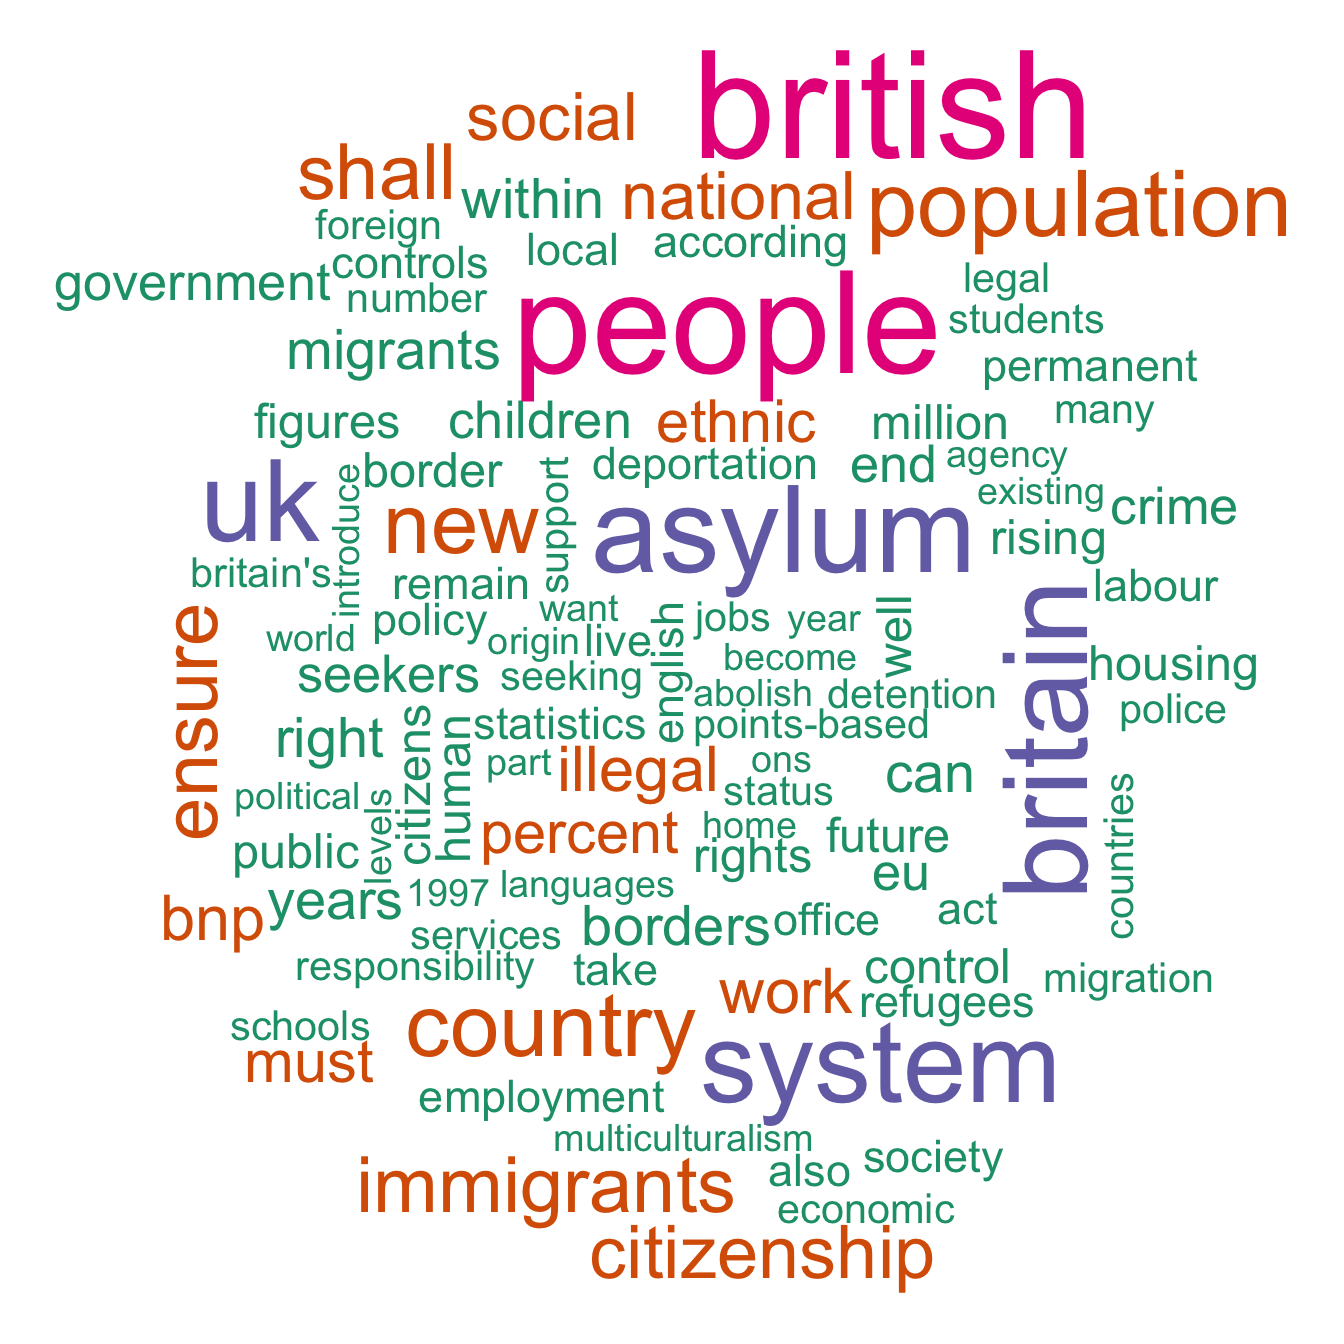 british
social
shall
within
national
population
foreign
local
according
controls
government
number
legal
people
students
migrants
permanent
figures
children
ethnic
million
many
border
deportation
end
agency
uk
introduce
support
new
asylum
existing
crime
rising
britain's
remain
labour
want
britain
ensure
world
policy
origin
live
english
jobs
year
well
become
housing
seekers
seeking
abolish
detention
police
right
citizens
human
statistics
points-based
part
illegal
ons
can
status
political
levels
countries
public
percent
home
rights
future
eu
bnp
years
1997
languages
borders
office
act
services
responsibility
take
control
migration
work
refugees
schools
country
must
system
employment
multiculturalism
also
society
immigrants
economic
citizenship